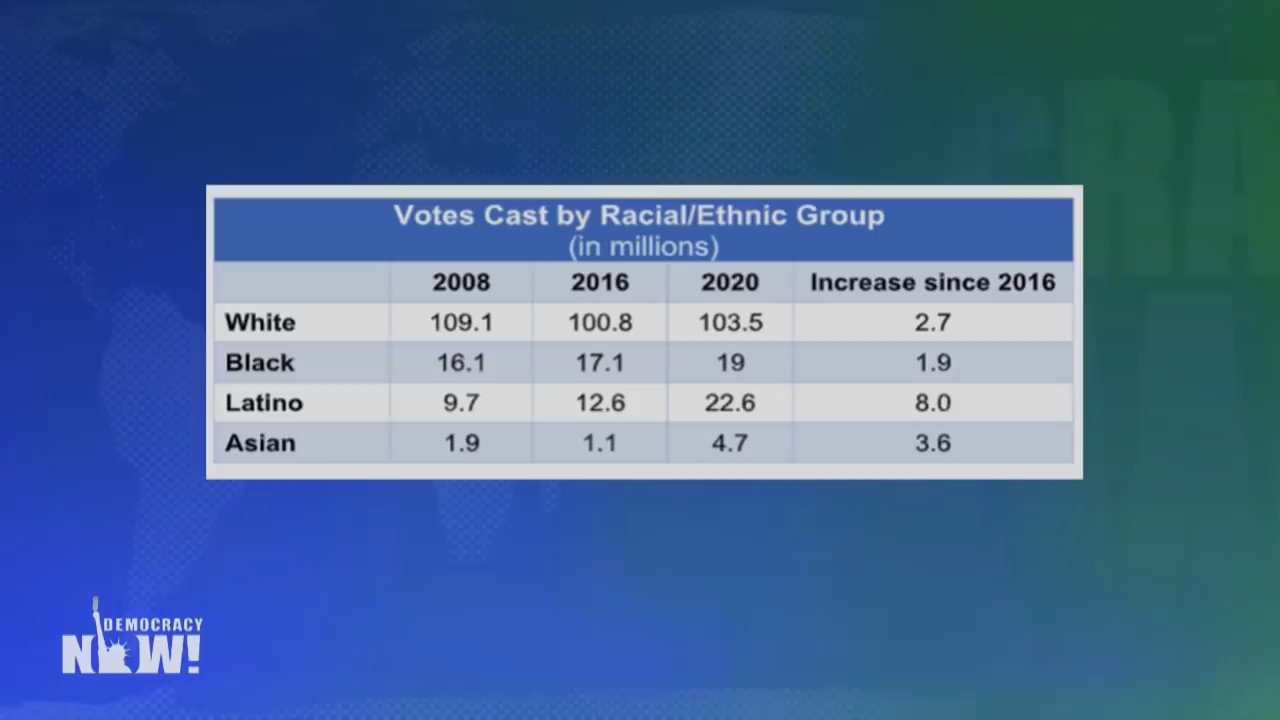 Votes Cast by Racial/Ethnic Group
(in millions)
2008 2016 2020 Increase since 2016
White 109.1 100.8 103.5 2.7
Black 16.1 17.1 19 1.9
Latino 9.7 12.6 22.6 8.0
Asian 1.9 1.1 4.7 3.6
DEMOCRACY
NOW!